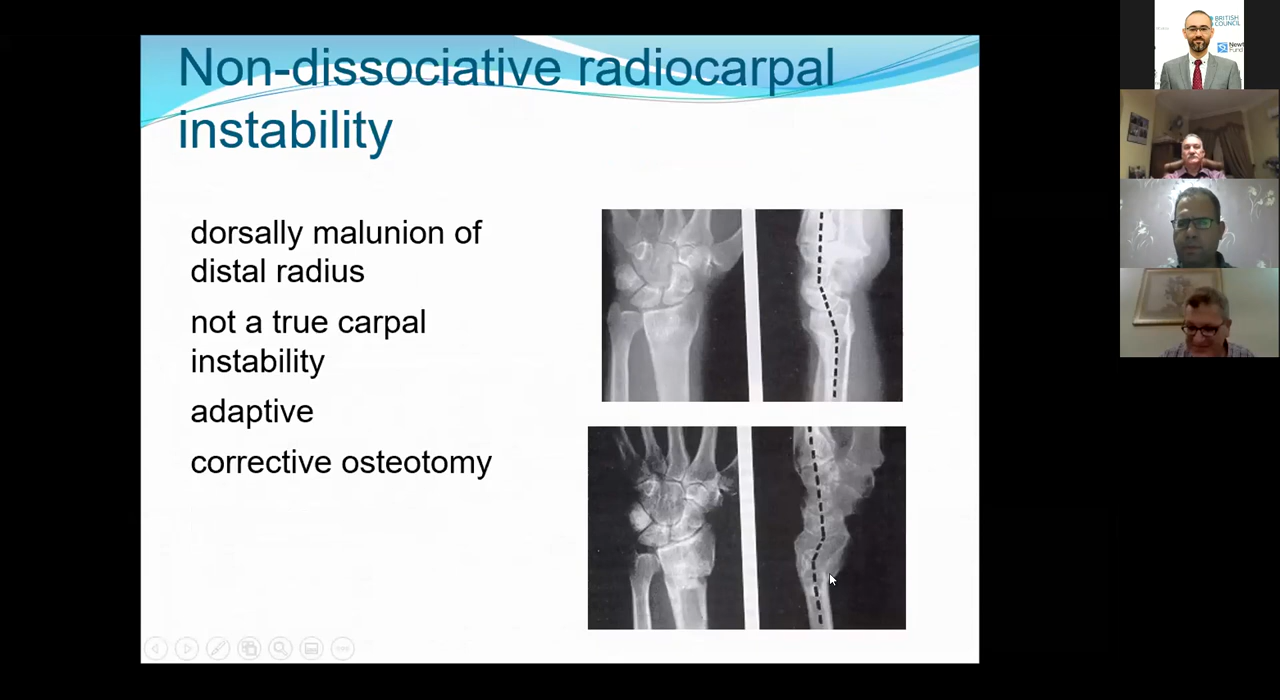 Non-dissociative radiocarpal
instability
dorsally malunion of
distal radius
not a true carpal
instability
adaptive
corrective osteotomy
BRITISH
COUNCIL